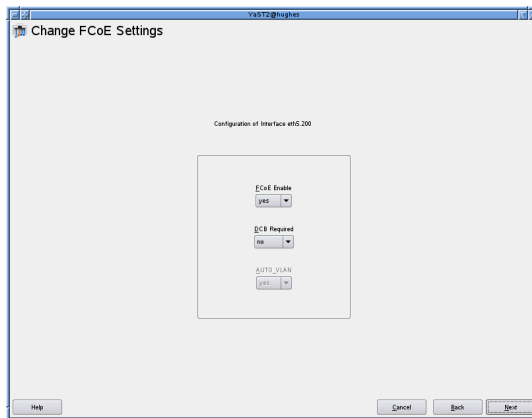 YaST2@hughes
Change FCoE Settings
Configuration of Interface eth5.200
FCoE Enable
yes
DCB Required
no
AUTO_VLAN
yes
Help
Cancel
Back
Next